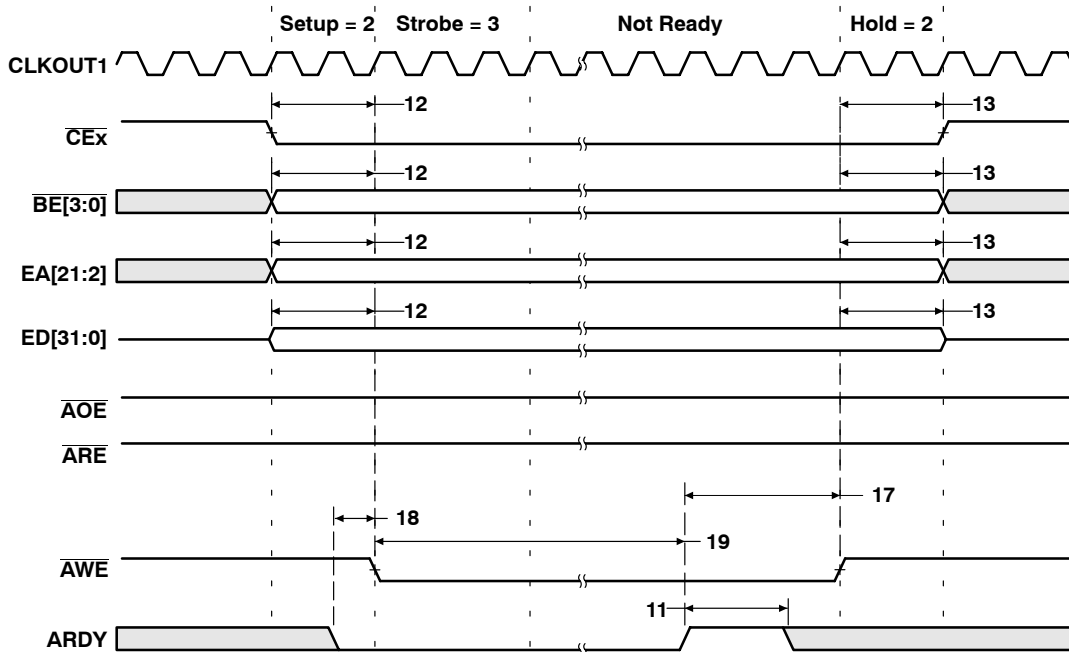 Setup = 2 Strobe = 3 Not Ready Hold = 2
CLKOUT1
12 13
CEx
12 13
BE[3:0]
12 13
EA[21:2]
12 13
ED[31:0]
AOE
ARE
17
18
19
AWE
11
ARDY